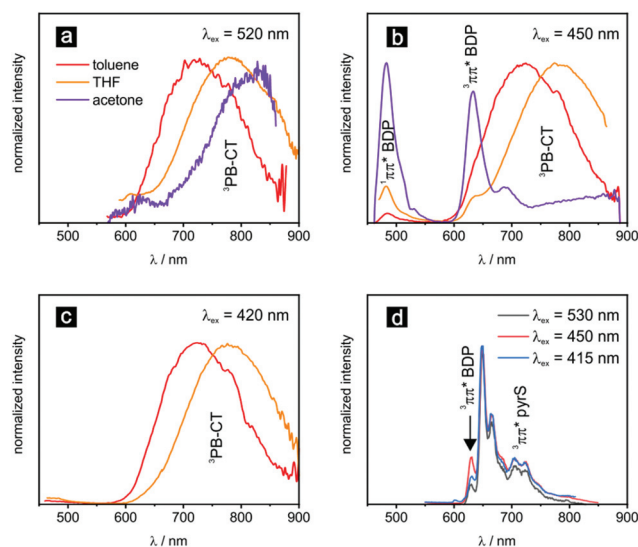 a
λex = 520 nm
toluene
THF
acetone
³PB-CT
normalized intensity
500 600 700 800 900
λ / nm
b
λex = 450 nm
¹ππ* BDP
³ππ* BDP
³PB-CT
normalized intensity
500 600 700 800 900
λ / nm
c
λex = 420 nm
³PB-CT
normalized intensity
500 600 700 800 900
λ / nm
d
λex = 530 nm
λex = 450 nm
λex = 415 nm
³ππ* BDP
³ππ* pyrS
normalized intensity
500 600 700 800 900
λ / nm